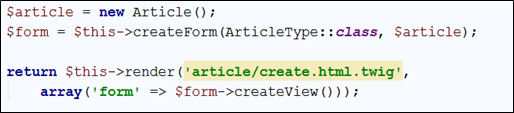 $article = new Article();
$form = $this->createForm(ArticleType::class, $article);
return $this->render('article/create.html.twig',
array('form' => $form->createView()));